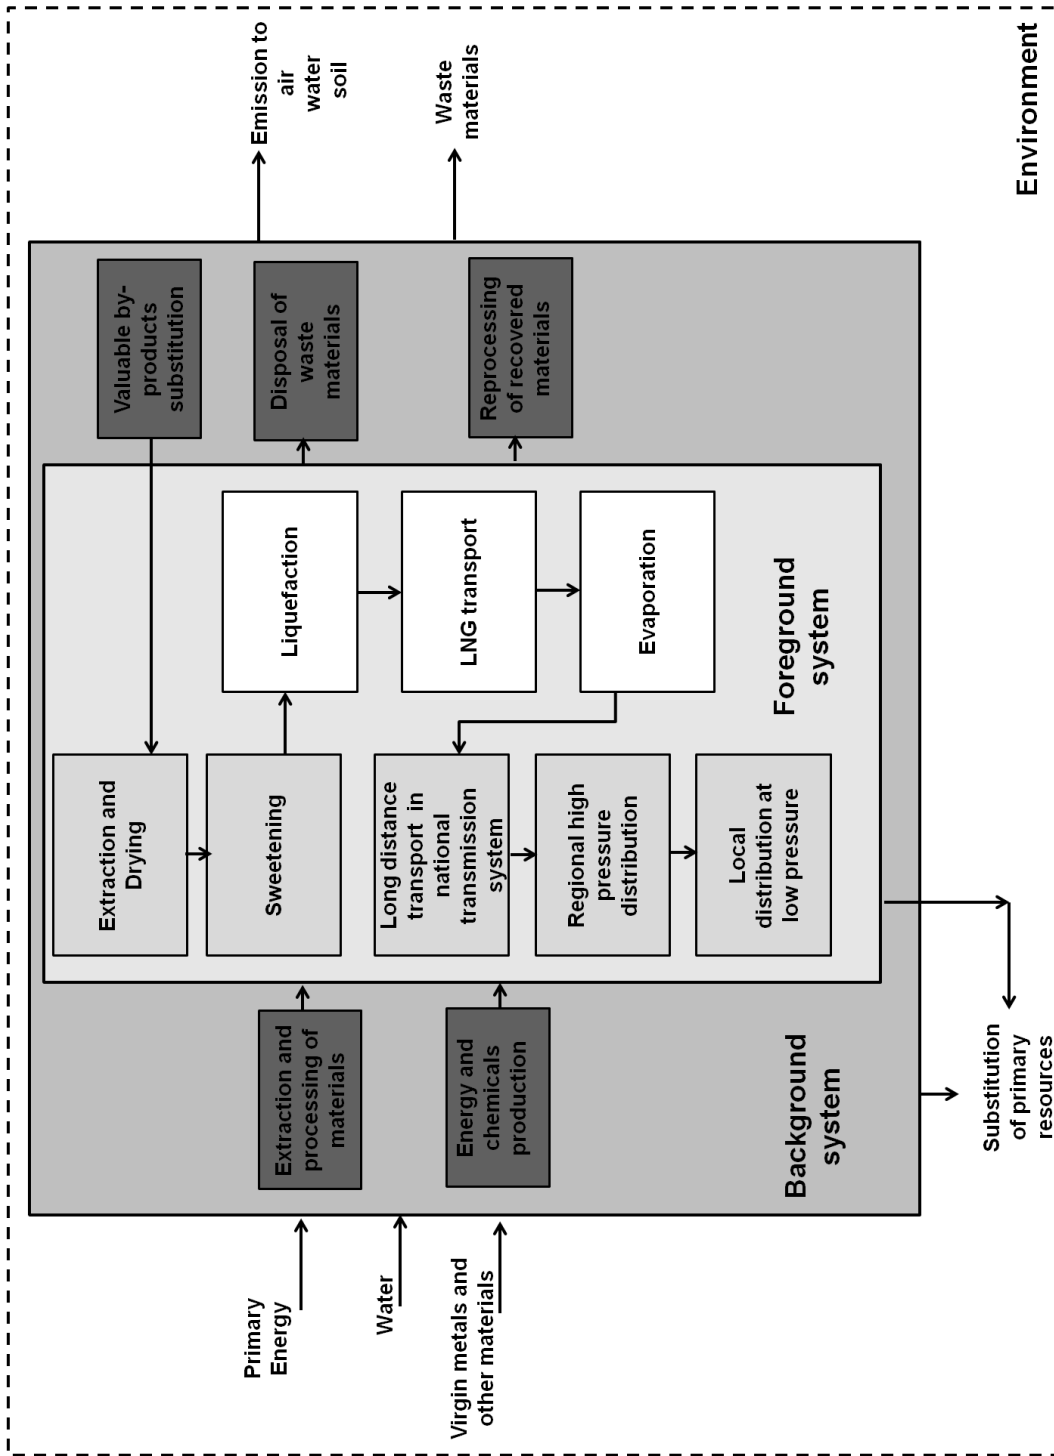 Emission to
air
water
soil
Waste
materials
Environment
Valuable by-
products
substitution
Disposal of
waste
materials
Reprocessing
of recovered
materials
Liquefaction
LNG transport
Evaporation
Foreground
system
Extraction and
Drying
Sweetening
Long distance
transport in
national
transmission
system
Regional high
pressure
distribution
Local
distribution at
low pressure
Extraction and
processing of
materials
Energy and
chemicals
production
Background
system
Substitution
of primary
resources
Primary
Energy
Water
Virgin metals and
other materials